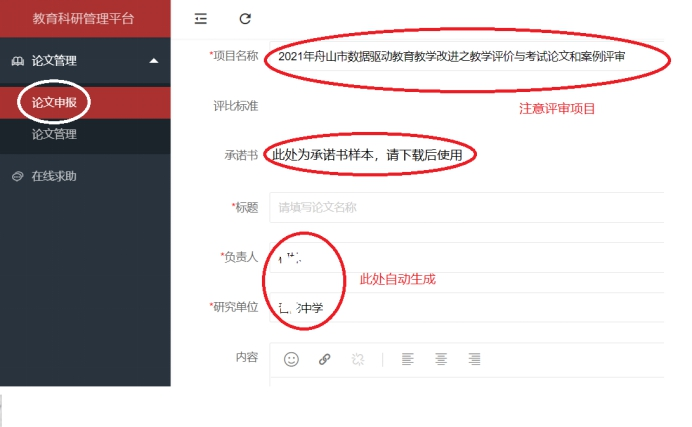 教育科研管理平台
论文管理
论文申报
论文管理
在线求助
*项目名称 2021年舟山市数据驱动教育教学改进之教学评价与考试论文和案例评审
评比标准
注意评审项目
承诺书 此处为承诺书样本，请下载后使用
*标题 请填写论文名称
*负责人
此处自动生成
*研究单位 中学
内容